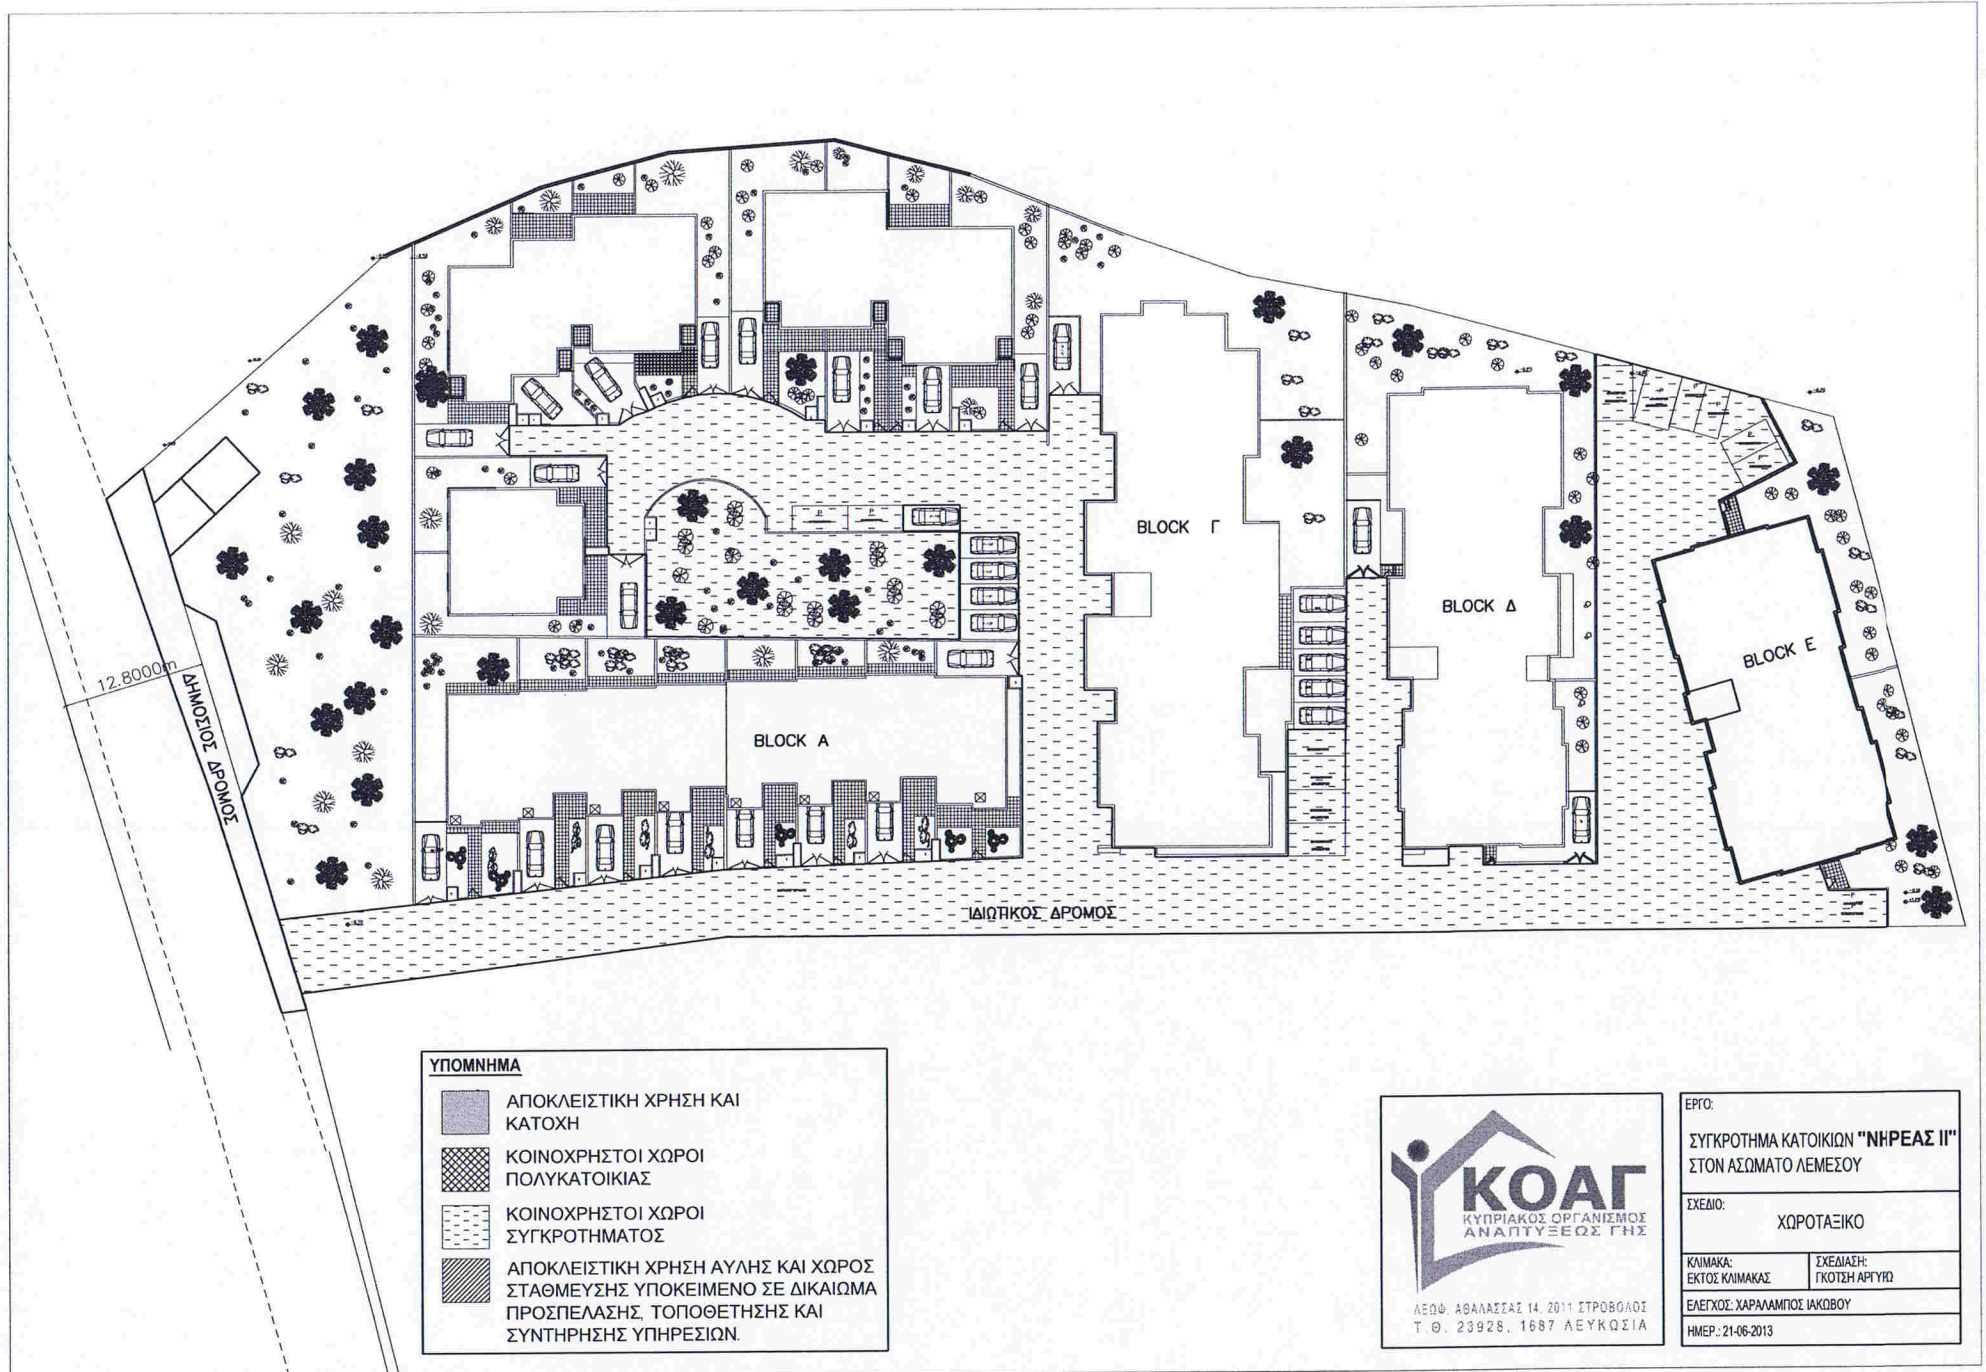 BLOCK Γ
BLOCK Δ
BLOCK Ε
12.8000m
ΔΗΜΟΣΙΟΣ ΔΡΟΜΟΣ
BLOCK Α
ΙΔΙΩΤΙΚΟΣ ΔΡΟΜΟΣ
ΥΠΟΜΝΗΜΑ
ΑΠΟΚΛΕΙΣΤΙΚΗ ΧΡΗΣΗ ΚΑΙ
ΚΑΤΟΧΗ
ΚΟΙΝΟΧΡΗΣΤΟΙ ΧΩΡΟΙ
ΠΟΛΥΚΑΤΟΙΚΙΑΣ
ΚΟΙΝΟΧΡΗΣΤΟΙ ΧΩΡΟΙ
ΣΥΓΚΡΟΤΗΜΑΤΟΣ
ΑΠΟΚΛΕΙΣΤΙΚΗ ΧΡΗΣΗ ΑΥΛΗΣ ΚΑΙ ΧΩΡΟΣ
ΣΤΑΘΜΕΥΣΗΣ ΥΠΟΚΕΙΜΕΝΟ ΣΕ ΔΙΚΑΙΩΜΑ
ΠΡΟΣΠΕΛΑΣΗΣ, ΤΟΠΟΘΕΤΗΣΗΣ ΚΑΙ
ΣΥΝΤΗΡΗΣΗΣ ΥΠΗΡΕΣΙΩΝ.
ΚΟΑΓ
ΚΥΠΡΙΑΚΟΣ ΟΡΓΑΝΙΣΜΟΣ
ΑΝΑΠΤΥΞΕΩΣ ΓΗΣ
ΛΕΩΦ. ΑΘΑΛΑΣΣΑΣ 14, 2011 ΣΤΡΟΒΟΛΟΣ
Τ.Θ. 23928, 1687 ΛΕΥΚΩΣΙΑ
ΕΡΓΟ:
ΣΥΓΚΡΟΤΗΜΑ ΚΑΤΟΙΚΙΩΝ "ΝΗΡΕΑΣ ΙΙ"
ΣΤΟΝ ΑΣΩΜΑΤΟ ΛΕΜΕΣΟΥ
ΣΧΕΔΙΟ:
ΧΩΡΟΤΑΞΙΚΟ
ΚΛΙΜΑΚΑ:
ΕΚΤΟΣ ΚΛΙΜΑΚΑΣ
ΣΧΕΔΙΑΣΗ:
ΓΚΟΤΣΗ ΑΡΓΥΡΩ
ΕΛΕΓΧΟΣ: ΧΑΡΑΛΑΜΠΟΣ ΙΑΚΩΒΟΥ
ΗΜΕΡ.: 21-06-2013